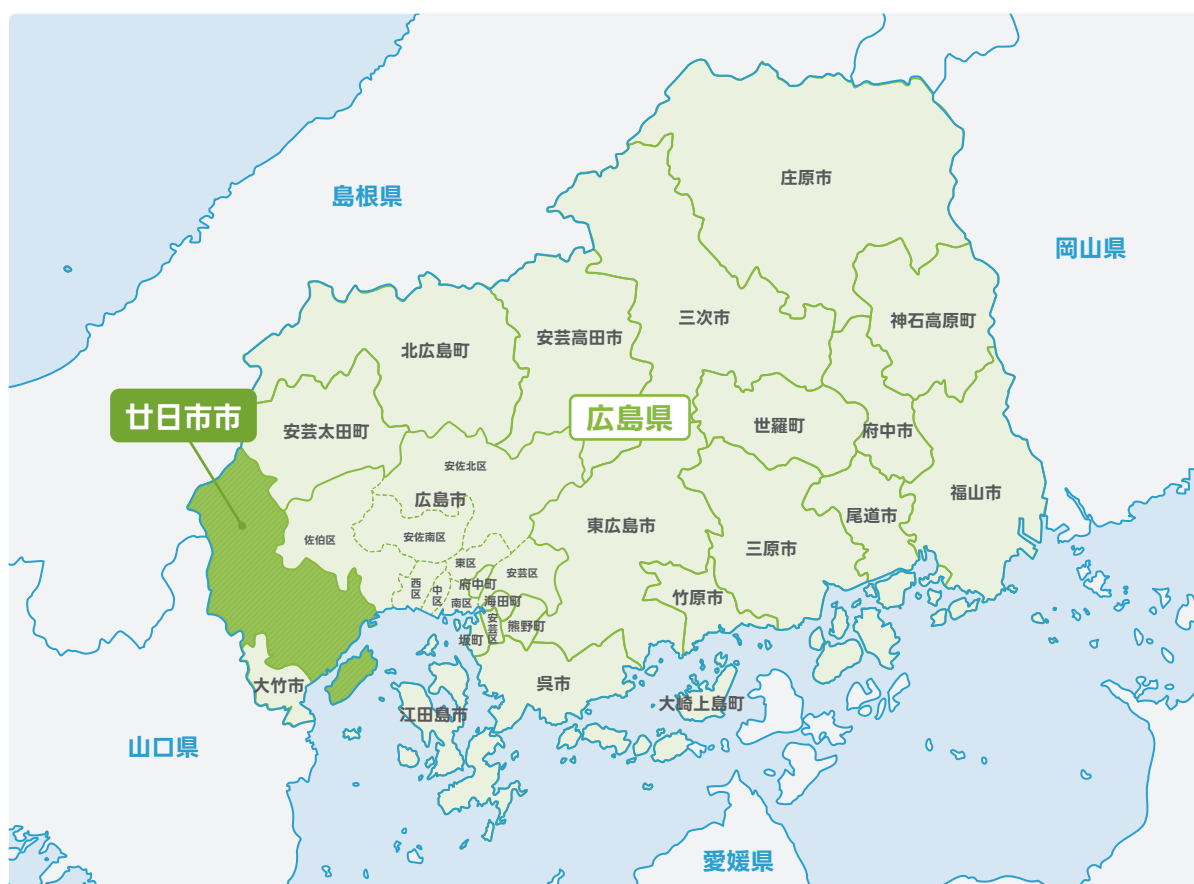 庄原市
島根県
岡山県
三次市
神石高原町
安芸高田市
北広島町
廿日市市
広島県
世羅町
府中市
安芸太田町
安佐北区
広島市
福山市
尾道市
東広島市
佐伯区
安佐南区
三原市
東区
安芸区
府中町
西区
中区
南区
海田町
竹原市
安芸区
熊野町
坂町
大竹市
呉市
大崎上島町
江田島市
山口県
愛媛県